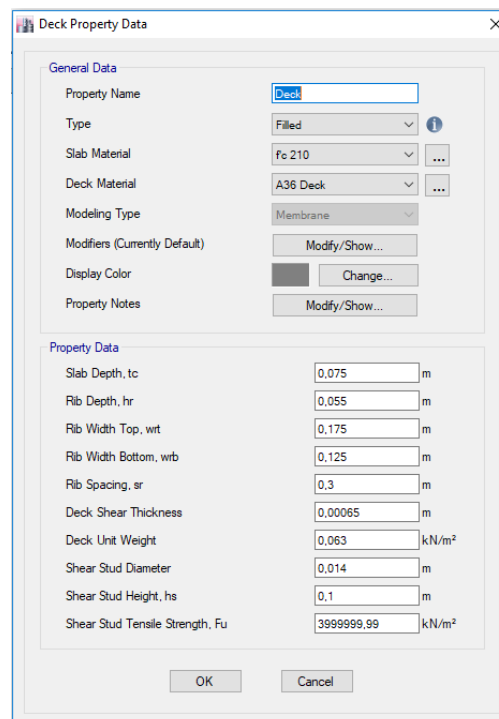 Deck Property Data
General Data
Property Name Deck
Type Filled
Slab Material f'c 210 ...
Deck Material A36 Deck ...
Modeling Type Membrane
Modifiers (Currently Default) Modify/Show...
Display Color Change...
Property Notes Modify/Show...
Property Data
Slab Depth, tc 0,075 m
Rib Depth, hr 0,055 m
Rib Width Top, wrt 0,175 m
Rib Width Bottom, wrb 0,125 m
Rib Spacing, sr 0,3 m
Deck Shear Thickness 0,00065 m
Deck Unit Weight 0,063 kN/m²
Shear Stud Diameter 0,014 m
Shear Stud Height, hs 0,1 m
Shear Stud Tensile Strength, Fu 3999999,99 kN/m²
OK Cancel